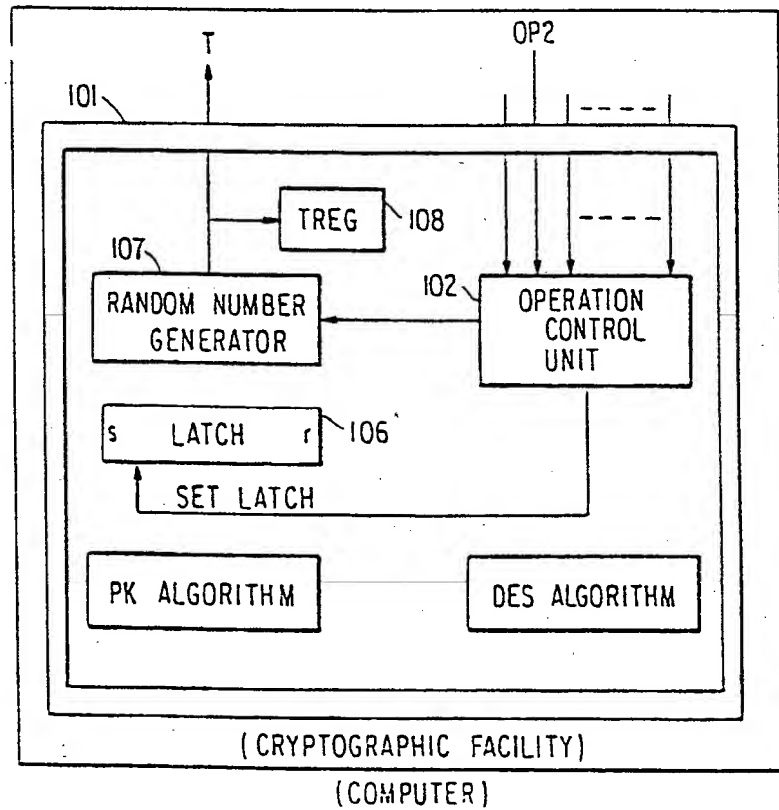 T
OP2
101
TREG
108
107
RANDOM NUMBER
GENERATOR
102
OPERATION
CONTROL
UNIT
s LATCH r
106
SET LATCH
PK ALGORITHM
DES ALGORITHM
(CRYPTOGRAPHIC FACILITY)
(COMPUTER)